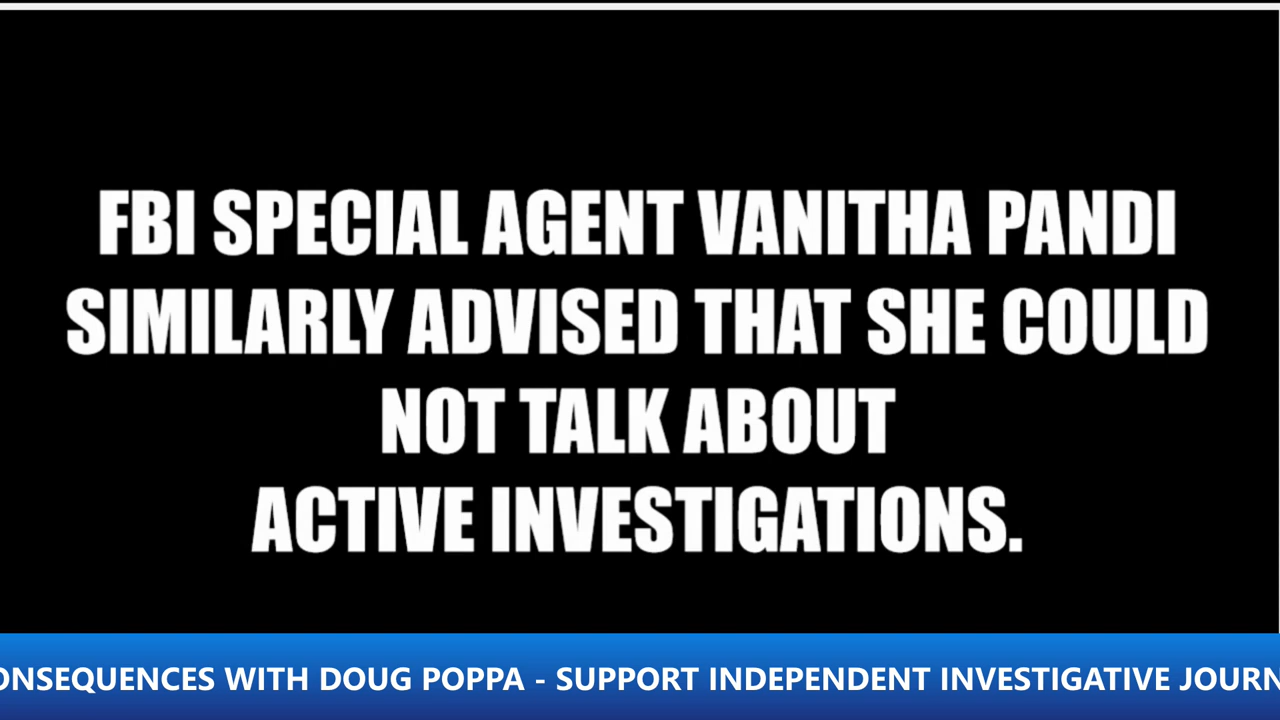 FBI SPECIAL AGENT VANITHA PANDI
SIMILARLY ADVISED THAT SHE COULD
NOT TALK ABOUT
ACTIVE INVESTIGATIONS.
ONSEQUENCES WITH DOUG POPPA - SUPPORT INDEPENDENT INVESTIGATIVE JOURN